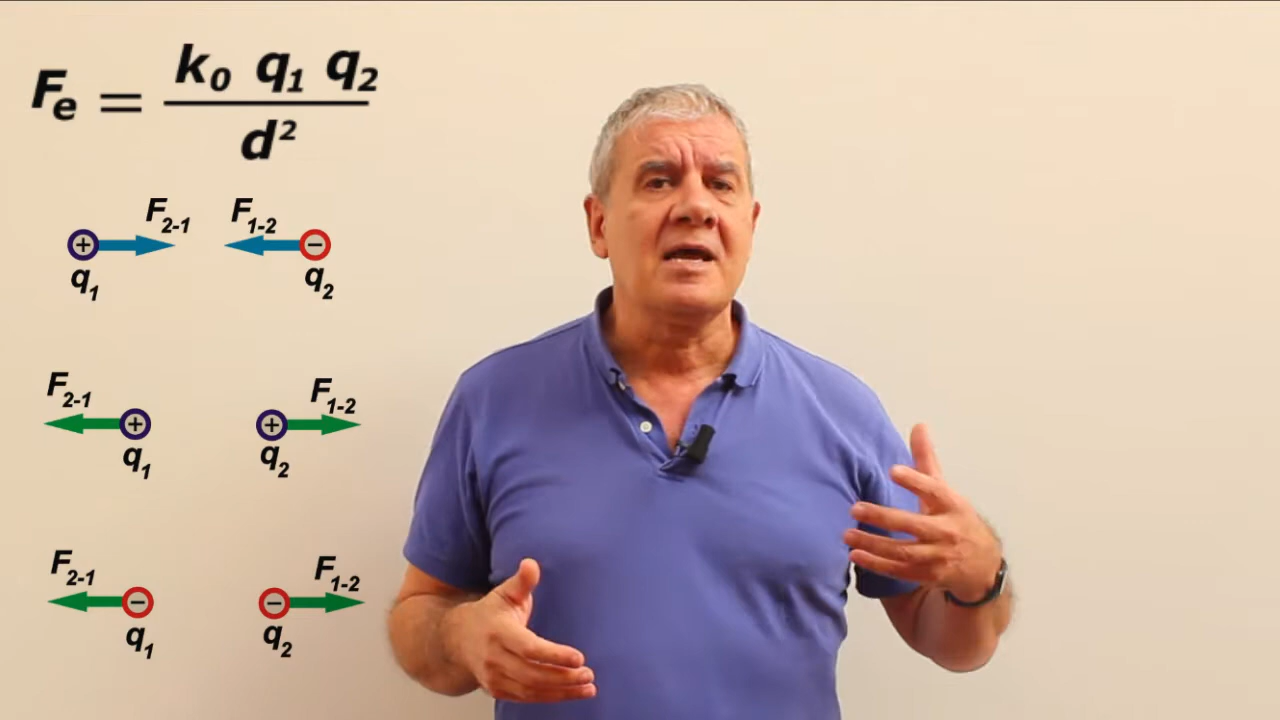 Fe = k0 q1 q2 / d²
F2-1 F1-2
+ −
q1 q2
F2-1 F1-2
+ +
q1 q2
F2-1 F1-2
− −
q1 q2